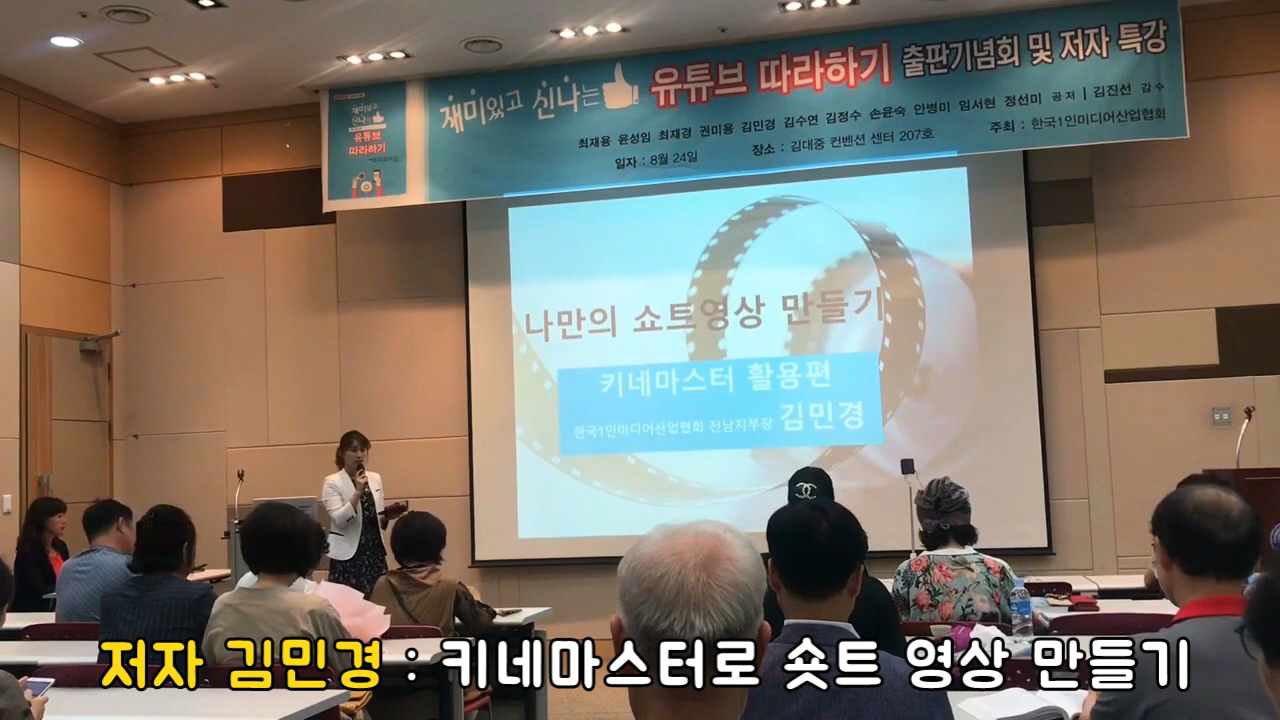 재미있고 신나는 유튜브 따라하기 출판기념회 및 저자 특강
최재용 윤성임 최재경 권미용 김민경 김수연 김정수 손윤숙 안병미 임서현 정선미 공저 | 김진선 감수
일자 : 8월 24일 장소 : 김대중 컨벤션 센터 207호 주최 : 한국1인미디어산업협회
재미있고
신나는
유튜브
따라하기
나만의 쇼트영상 만들기
키네마스터 활용편
한국1인미디어산업협회 전남지부장 김민경
저자 김민경 : 키네마스터로 숏트 영상 만들기